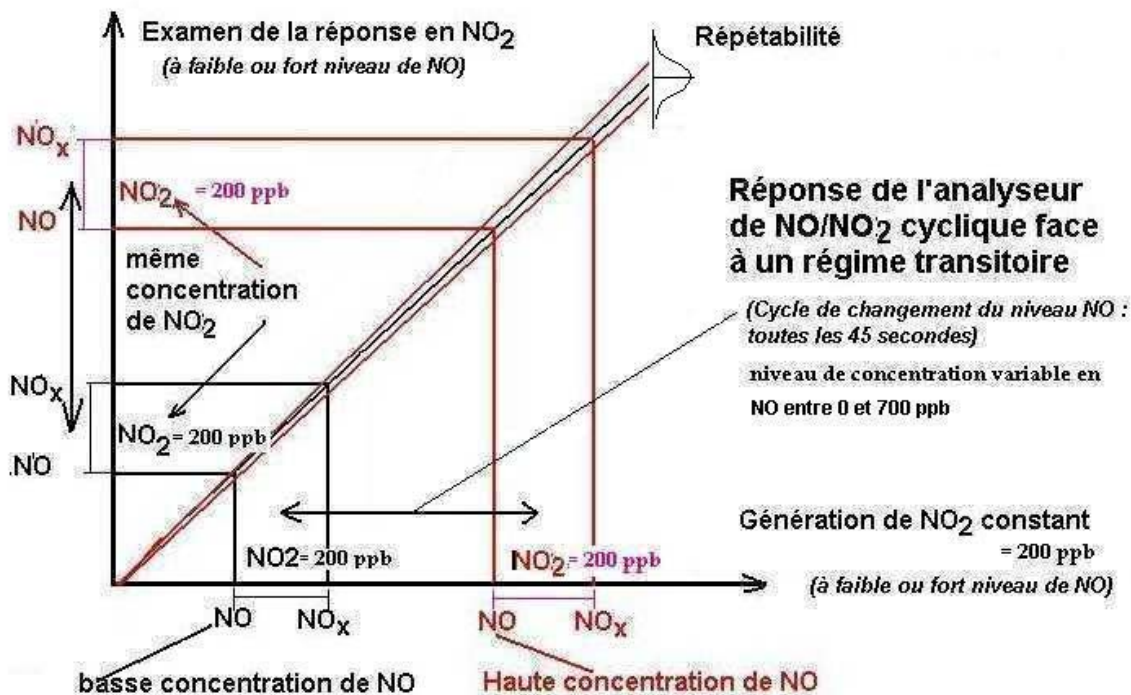 Examen de la réponse en NO2
(à faible ou fort niveau de NO)
Répétabilité
NOx
NO2 = 200 ppb
NO
même
concentration
de NO2
NOx
NO2 = 200 ppb
NO
Réponse de l'analyseur
de NO/NO2 cyclique face
à un régime transitoire
(Cycle de changement du niveau NO :
toutes les 45 secondes)
niveau de concentration variable en
NO entre 0 et 700 ppb
Génération de NO2 constant
= 200 ppb
(à faible ou fort niveau de NO)
NO2 = 200 ppb
NO2 = 200 ppb
NO
NOx
NO
NOx
basse concentration de NO
Haute concentration de NO